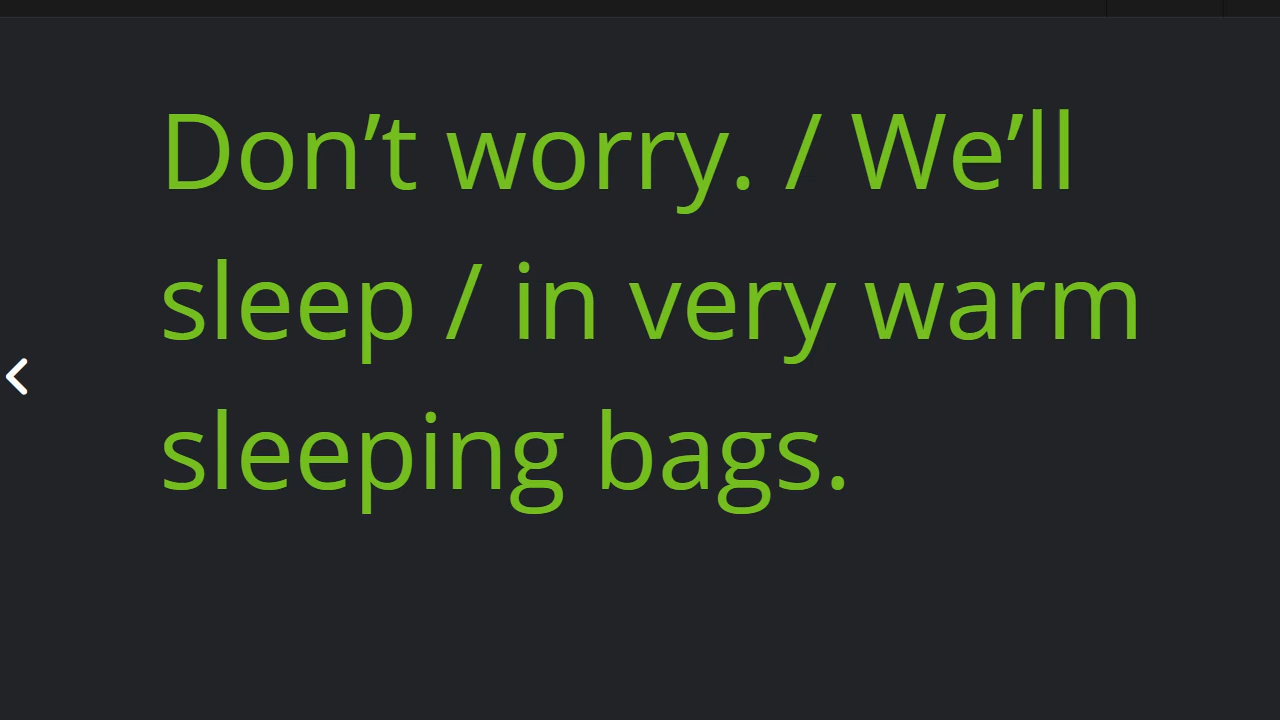 Don’t worry. / We’ll
sleep / in very warm
sleeping bags.